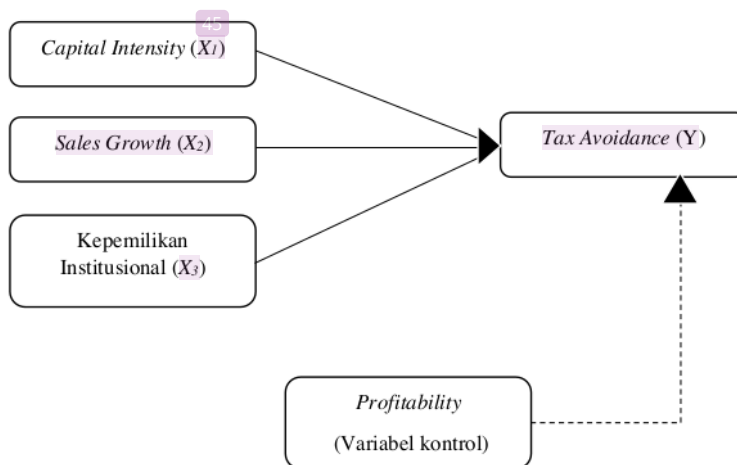 45
Capital Intensity (X1)
Sales Growth (X2)
Tax Avoidance (Y)
Kepemilikan
Institusional (X3)
Profitability
(Variabel kontrol)